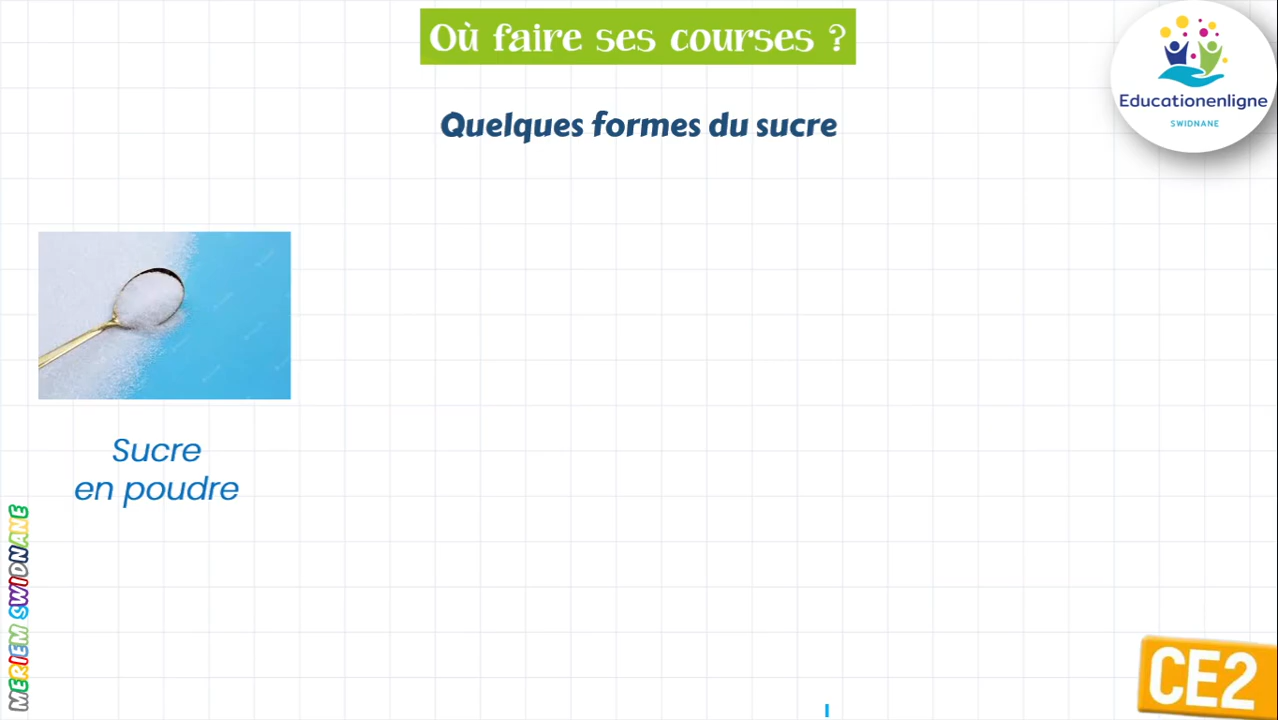 Où faire ses courses ?
Educationenligne
SWIDNANE
Quelques formes du sucre
Sucre
en poudre
MERIEM SWIDNANE
CE2